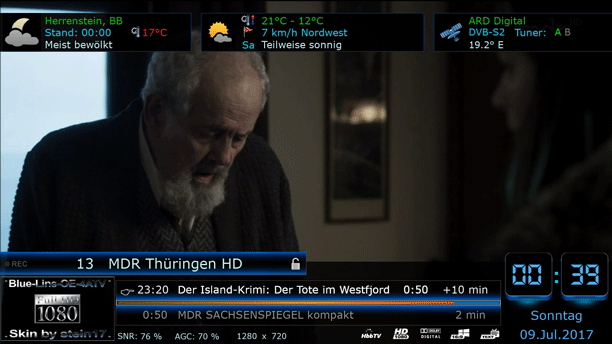 Herrenstein, BB
Stand: 00:00
17°C
Meist bewölkt
21°C - 12°C
7 km/h Nordwest
Sa Teilweise sonnig
ARD Digital
DVB-S2 Tuner: A B
19.2° E
REC
13 MDR Thüringen HD
00:39
Sonntag
09.Jul.2017
Blue-Line-OE-4ATV
1080
Skin by stein17
23:20 Der Island-Krimi: Der Tote im Westfjord 0:50 +10 min
0:50 MDR SACHSENSPIEGEL kompakt 2 min
SNR: 76 % AGC: 70 % 1280 x 720
HbbTV HD DOLBY DIGITAL